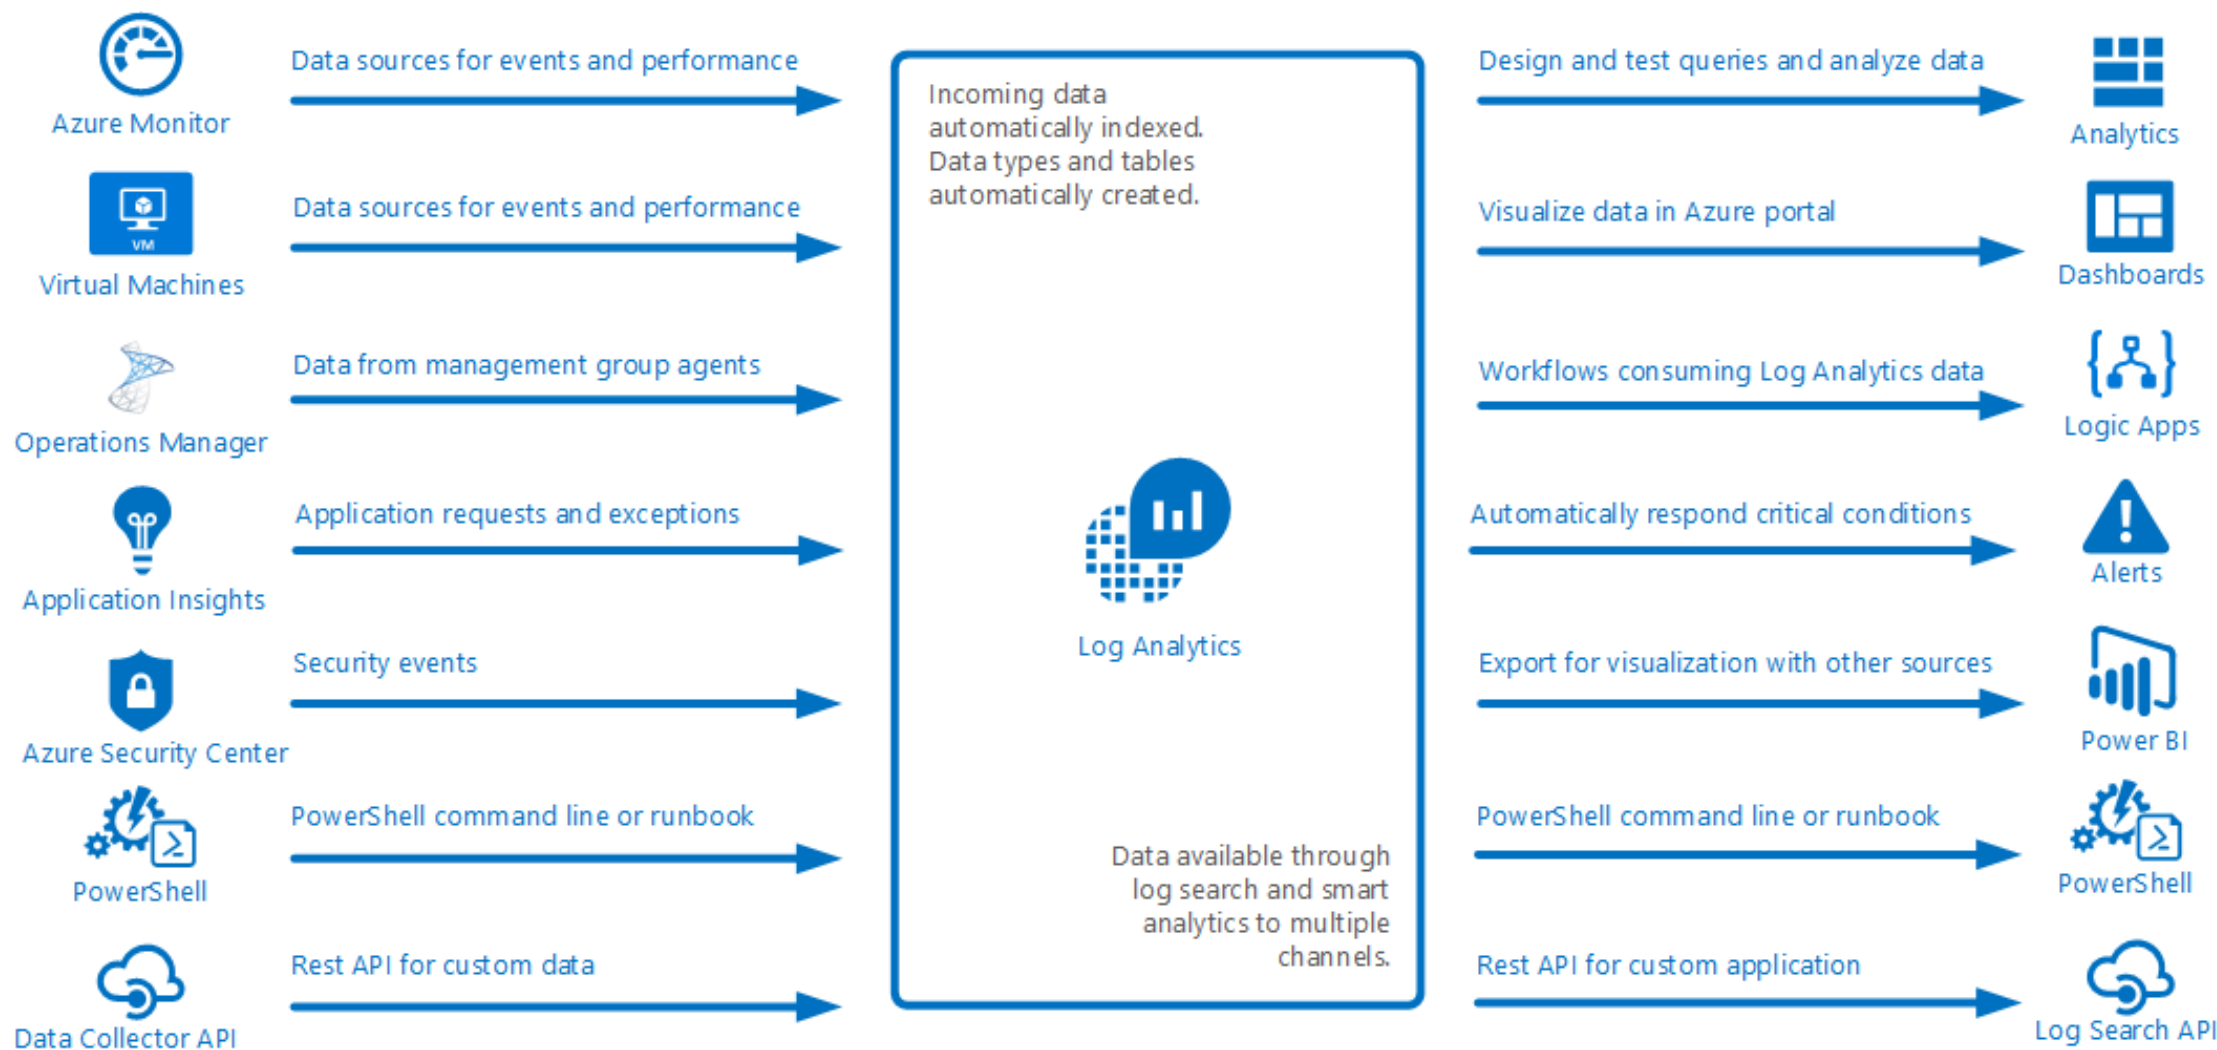 Azure Monitor
Data sources for events and performance
VM
Virtual Machines
Data sources for events and performance
Operations Manager
Data from management group agents
Application Insights
Application requests and exceptions
Azure Security Center
Security events
PowerShell
PowerShell command line or runbook
Data Collector API
Rest API for custom data
Incoming data
automatically indexed.
Data types and tables
automatically created.
Log Analytics
Data available through
log search and smart
analytics to multiple
channels.
Design and test queries and analyze data
Analytics
Visualize data in Azure portal
Dashboards
Workflows consuming Log Analytics data
Logic Apps
Automatically respond critical conditions
Alerts
Export for visualization with other sources
Power BI
PowerShell command line or runbook
PowerShell
Rest API for custom application
Log Search API